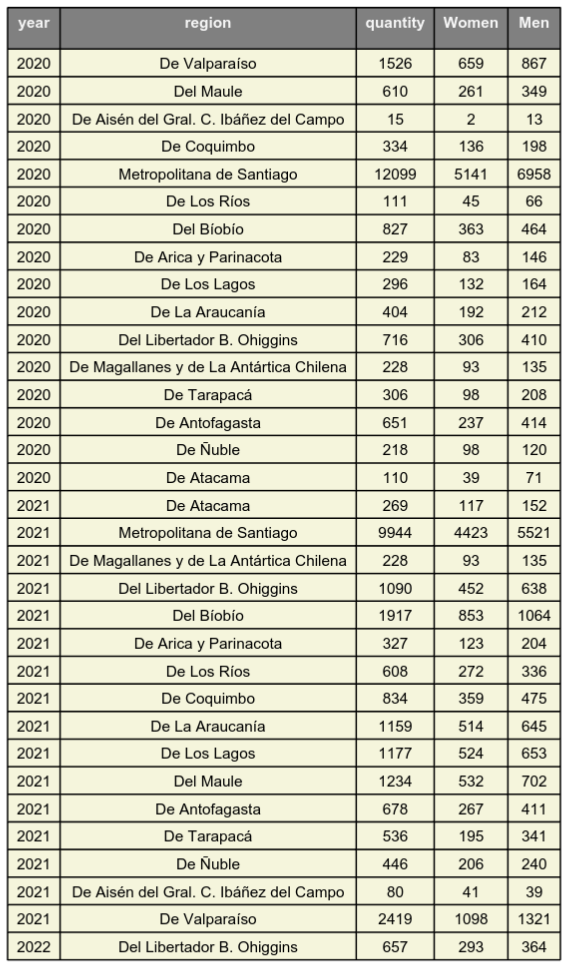 year region quantity Women Men
2020 De Valparaíso 1526 659 867
2020 Del Maule 610 261 349
2020 De Aisén del Gral. C. Ibáñez del Campo 15 2 13
2020 De Coquimbo 334 136 198
2020 Metropolitana de Santiago 12099 5141 6958
2020 De Los Ríos 111 45 66
2020 Del Bíobío 827 363 464
2020 De Arica y Parinacota 229 83 146
2020 De Los Lagos 296 132 164
2020 De La Araucanía 404 192 212
2020 Del Libertador B. Ohiggins 716 306 410
2020 De Magallanes y de La Antártica Chilena 228 93 135
2020 De Tarapacá 306 98 208
2020 De Antofagasta 651 237 414
2020 De Ñuble 218 98 120
2020 De Atacama 110 39 71
2021 De Atacama 269 117 152
2021 Metropolitana de Santiago 9944 4423 5521
2021 De Magallanes y de La Antártica Chilena 228 93 135
2021 Del Libertador B. Ohiggins 1090 452 638
2021 Del Bíobío 1917 853 1064
2021 De Arica y Parinacota 327 123 204
2021 De Los Ríos 608 272 336
2021 De Coquimbo 834 359 475
2021 De La Araucanía 1159 514 645
2021 De Los Lagos 1177 524 653
2021 Del Maule 1234 532 702
2021 De Antofagasta 678 267 411
2021 De Tarapacá 536 195 341
2021 De Ñuble 446 206 240
2021 De Aisén del Gral. C. Ibáñez del Campo 80 41 39
2021 De Valparaíso 2419 1098 1321
2022 Del Libertador B. Ohiggins 657 293 364